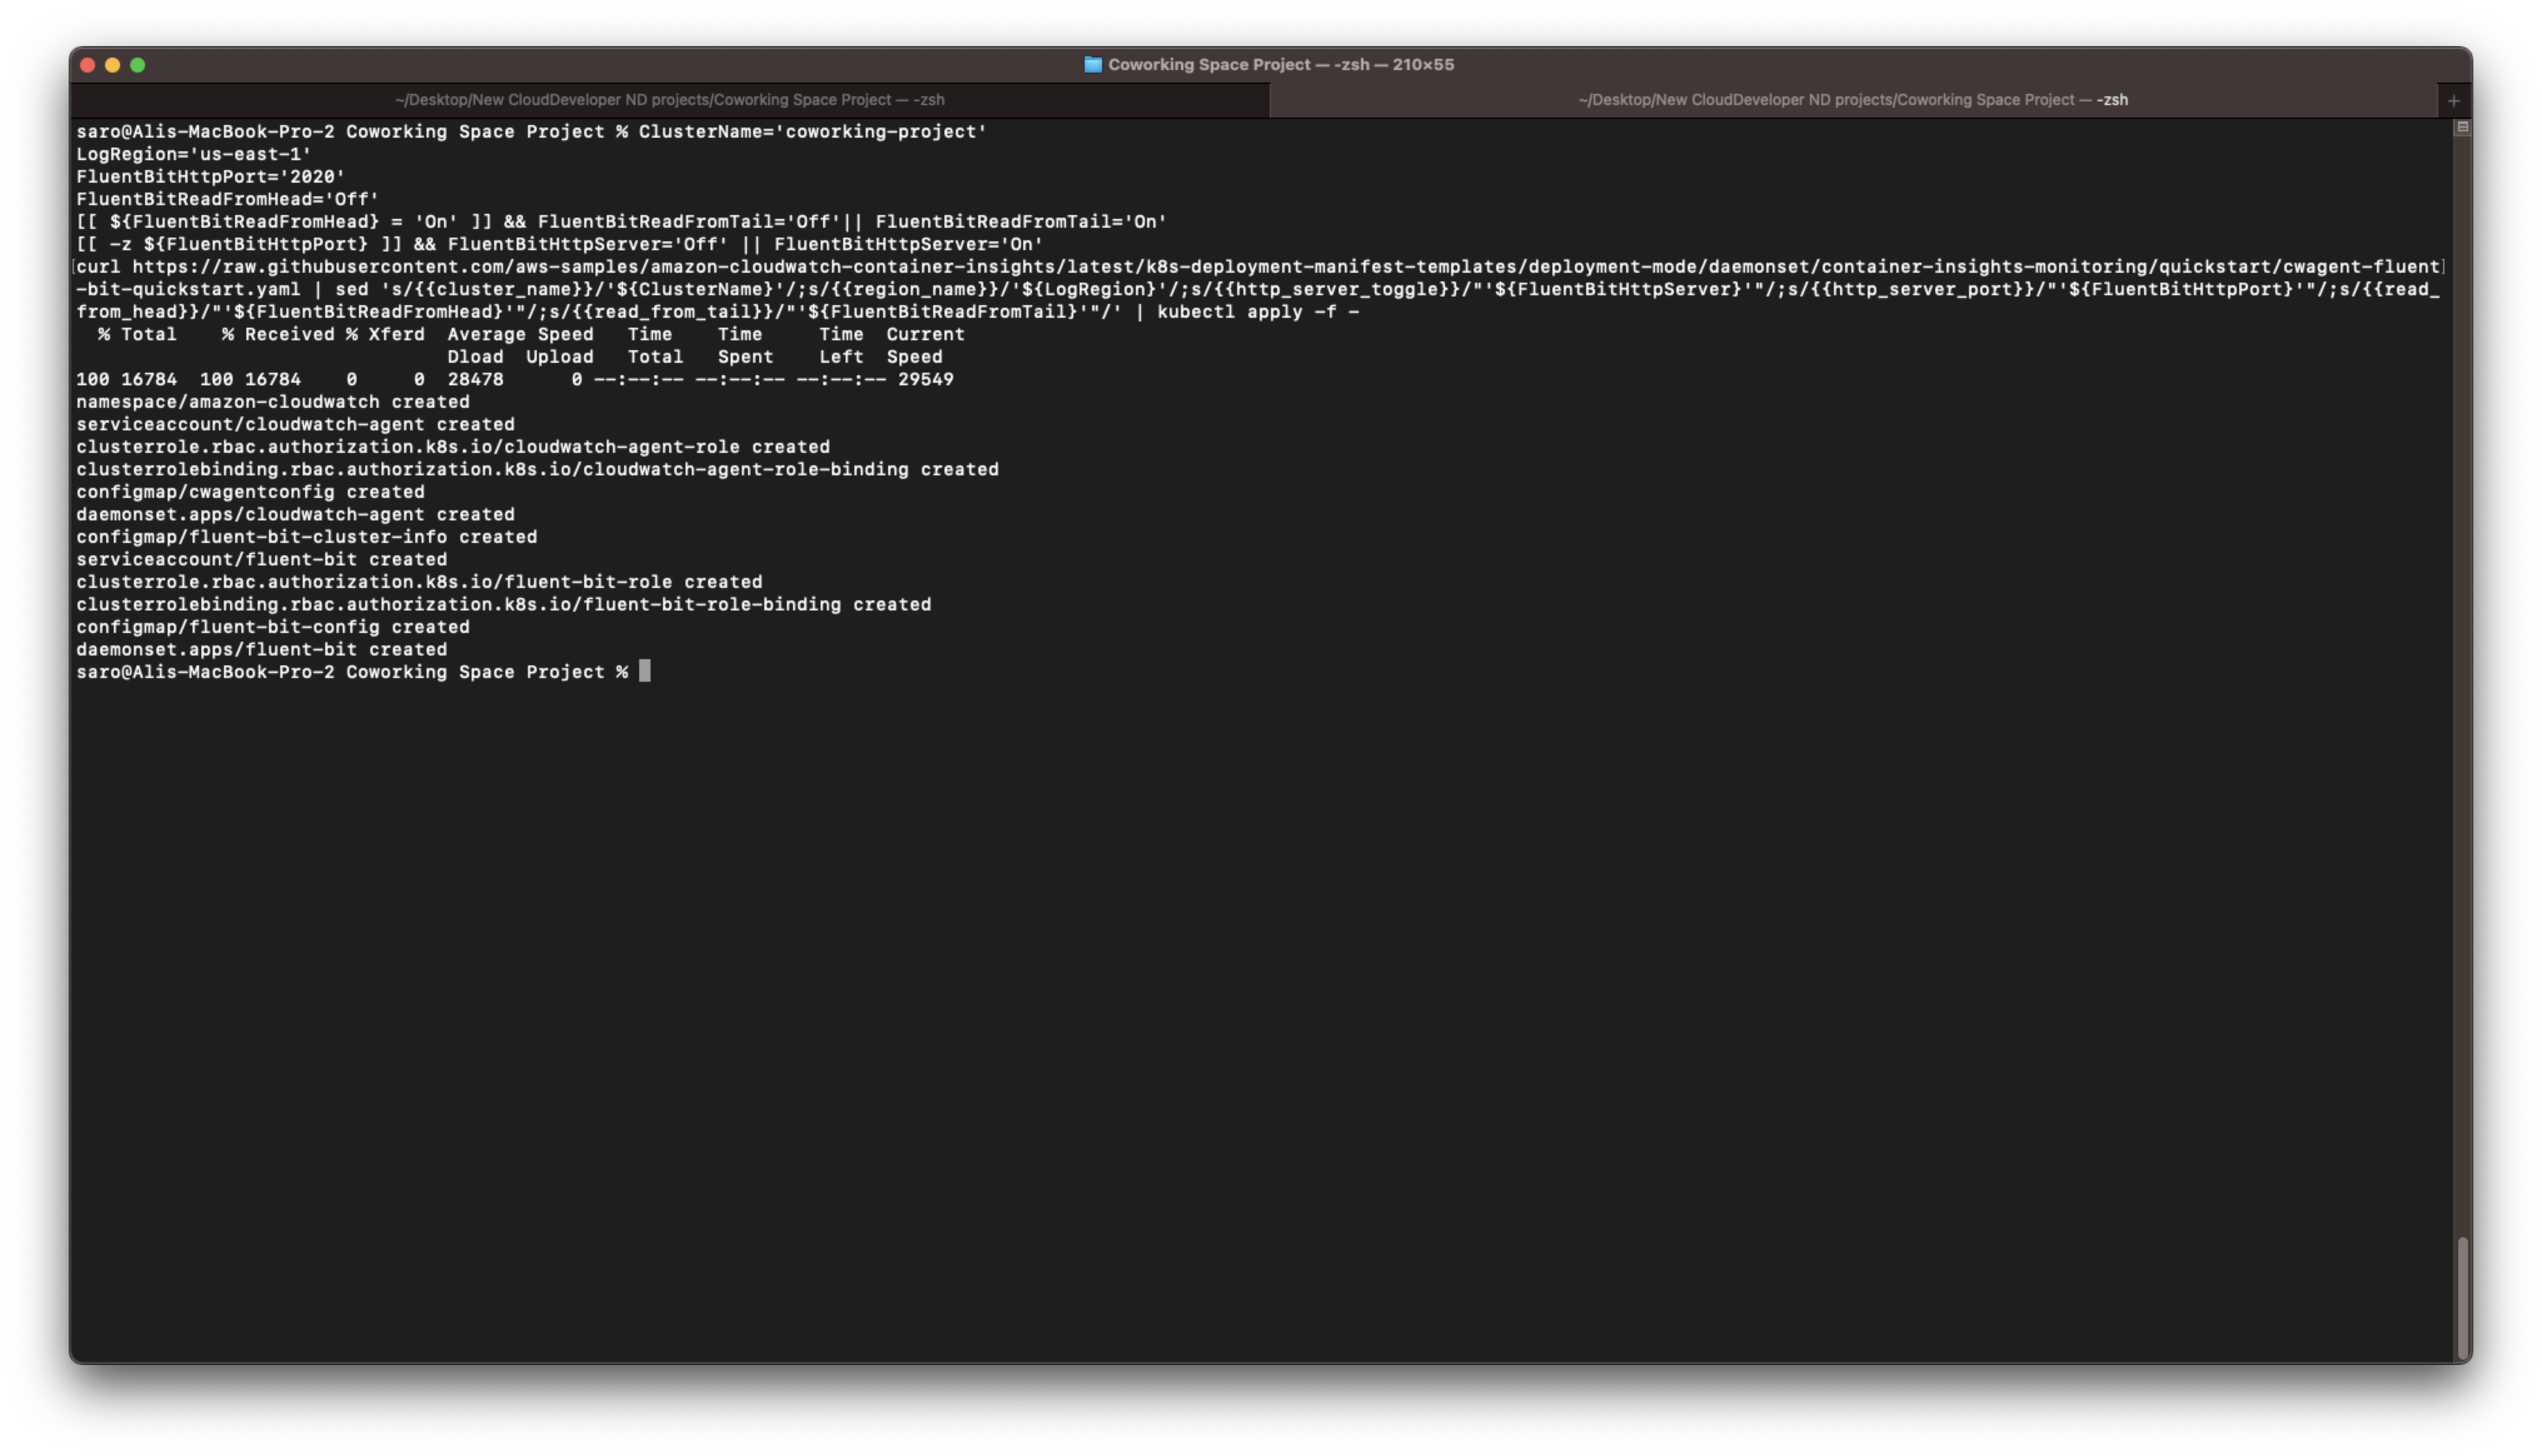 Coworking Space Project — -zsh — 210×55
~/Desktop/New CloudDeveloper ND projects/Coworking Space Project — -zsh
~/Desktop/New CloudDeveloper ND projects/Coworking Space Project — -zsh
+
saro@Alis-MacBook-Pro-2 Coworking Space Project % ClusterName='coworking-project'
LogRegion='us-east-1'
FluentBitHttpPort='2020'
FluentBitReadFromHead='Off'
[[ ${FluentBitReadFromHead} = 'On' ]] && FluentBitReadFromTail='Off'|| FluentBitReadFromTail='On'
[[ -z ${FluentBitHttpPort} ]] && FluentBitHttpServer='Off' || FluentBitHttpServer='On'
[curl https://raw.githubusercontent.com/aws-samples/amazon-cloudwatch-container-insights/latest/k8s-deployment-manifest-templates/deployment-mode/daemonset/container-insights-monitoring/quickstart/cwagent-fluent]
-bit-quickstart.yaml | sed 's/{{cluster_name}}/'${ClusterName}'/;s/{{region_name}}/'${LogRegion}'/;s/{{http_server_toggle}}/"'${FluentBitHttpServer}'"/;s/{{http_server_port}}/"'${FluentBitHttpPort}'"/;s/{{read_
from_head}}/"'${FluentBitReadFromHead}'"/;s/{{read_from_tail}}/"'${FluentBitReadFromTail}'"/' | kubectl apply -f -
  % Total    % Received % Xferd  Average Speed   Time    Time     Time  Current
                                 Dload  Upload   Total   Spent    Left  Speed
100 16784  100 16784    0     0  28478      0 --:--:-- --:--:-- --:--:-- 29549
namespace/amazon-cloudwatch created
serviceaccount/cloudwatch-agent created
clusterrole.rbac.authorization.k8s.io/cloudwatch-agent-role created
clusterrolebinding.rbac.authorization.k8s.io/cloudwatch-agent-role-binding created
configmap/cwagentconfig created
daemonset.apps/cloudwatch-agent created
configmap/fluent-bit-cluster-info created
serviceaccount/fluent-bit created
clusterrole.rbac.authorization.k8s.io/fluent-bit-role created
clusterrolebinding.rbac.authorization.k8s.io/fluent-bit-role-binding created
configmap/fluent-bit-config created
daemonset.apps/fluent-bit created
saro@Alis-MacBook-Pro-2 Coworking Space Project %